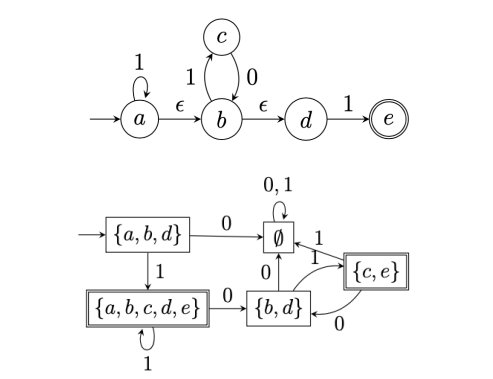 c
1 1 0
a ϵ b ϵ d 1 e
0, 1
{a, b, d} 0 ∅ 1
1 0 1 {c, e}
{a, b, c, d, e} 0 {b, d} 0
1